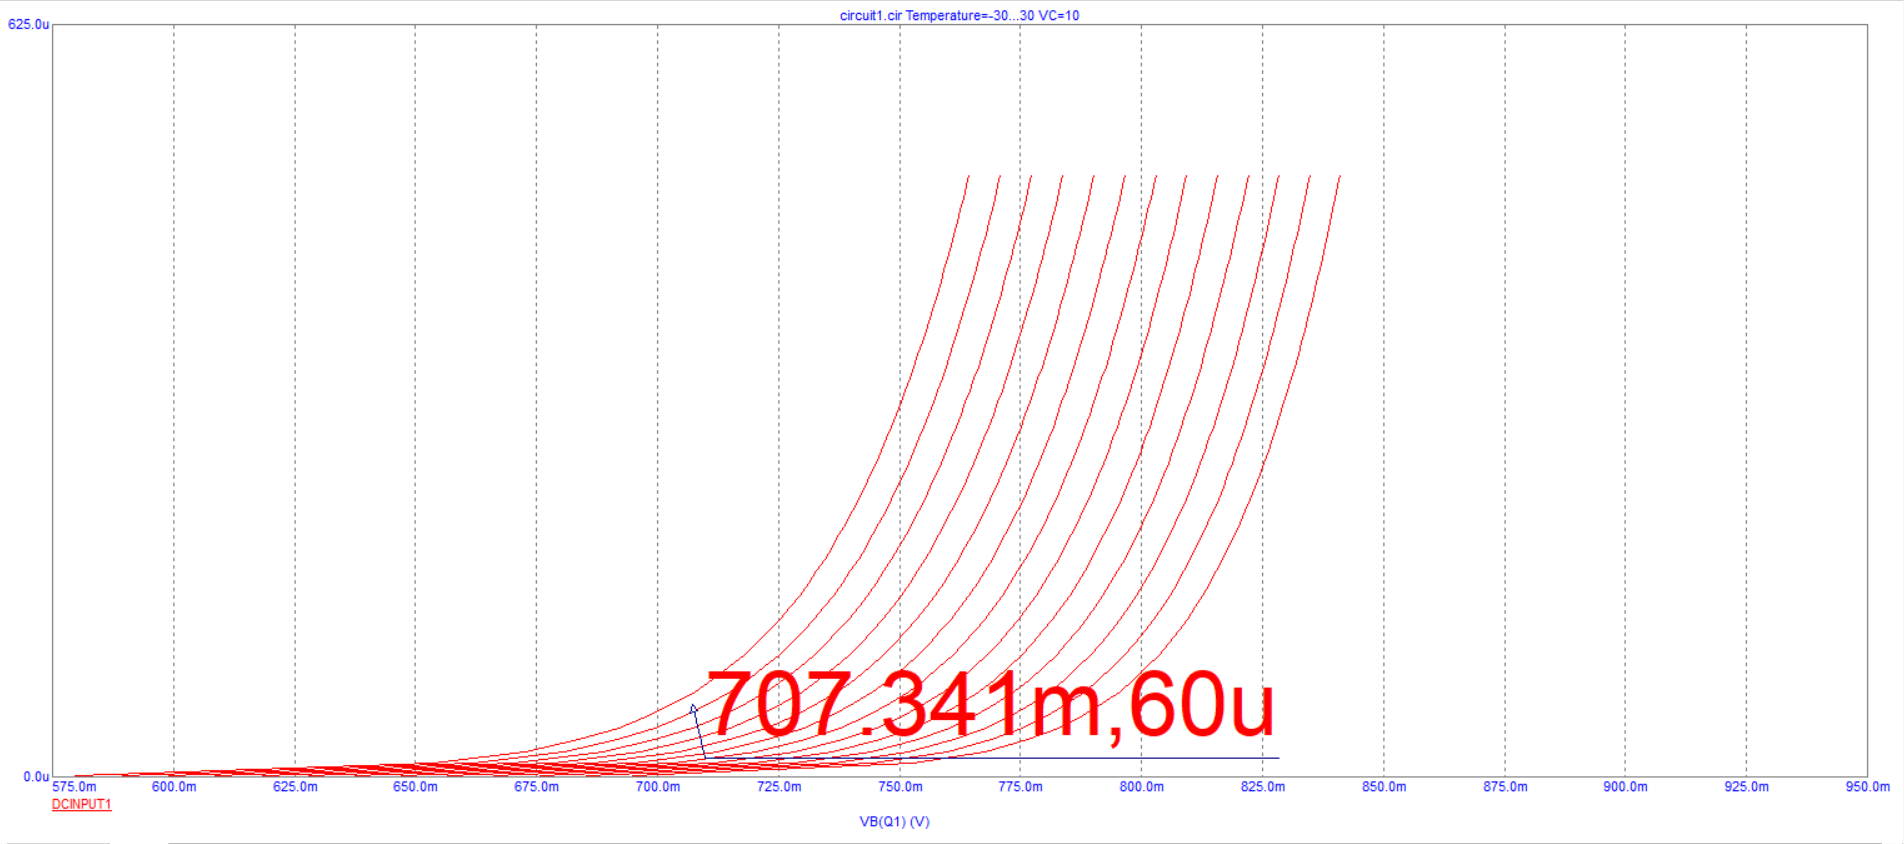 circuit1.cir Temperature=-30...30 VC=10
625.0u
707.341m,60u
0.0u
575.0m 600.0m 625.0m 650.0m 675.0m 700.0m 725.0m 750.0m 775.0m 800.0m 825.0m 850.0m 875.0m 900.0m 925.0m 950.0m
DCINPUT1
VB(Q1) (V)